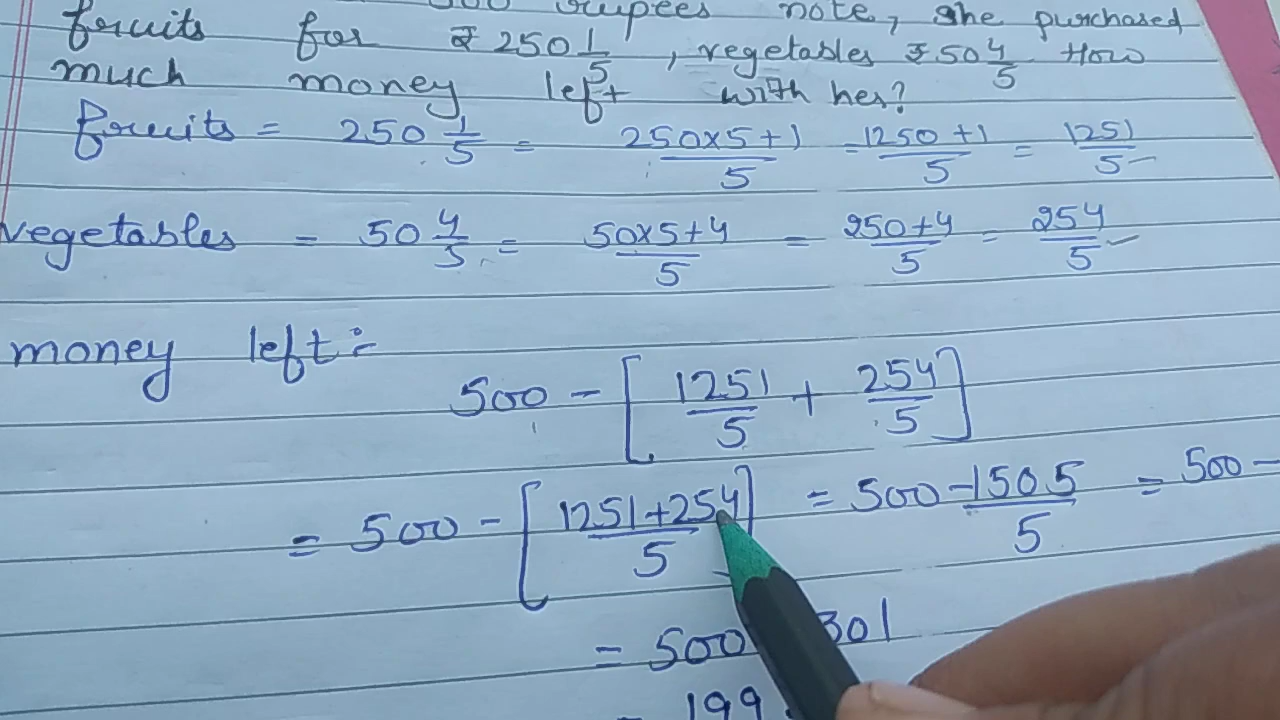 500 rupees note, she purchased
fruits for ₹250 1/5, vegetables ₹50 4/5 How
much money left with her?
fruits = 250 1/5 = 250×5+1/5 = 1250+1/5 = 1251/5
vegetables = 50 4/5 = 50×5+4/5 = 250+4/5 = 254/5
money left :-
500 - [1251/5 + 254/5]
= 500 - [1251+254/5] = 500 - 1505/5 = 500 -
= 500 301
= 199